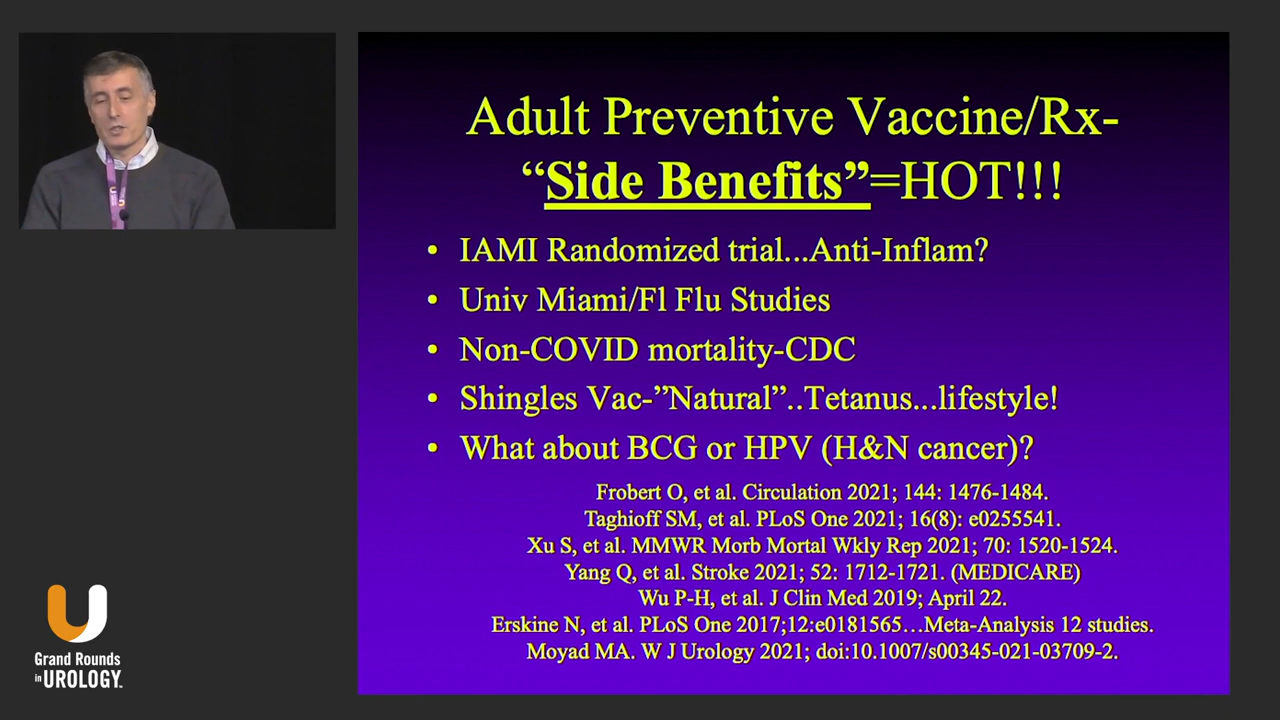 Adult Preventive Vaccine/Rx-
“Side Benefits”=HOT!!!
• IAMI Randomized trial...Anti-Inflam?
• Univ Miami/Fl Flu Studies
• Non-COVID mortality-CDC
• Shingles Vac-”Natural”..Tetanus...lifestyle!
• What about BCG or HPV (H&N cancer)?
Frobert O, et al. Circulation 2021; 144: 1476-1484.
Taghioff SM, et al. PLoS One 2021; 16(8): e0255541.
Xu S, et al. MMWR Morb Mortal Wkly Rep 2021; 70: 1520-1524.
Yang Q, et al. Stroke 2021; 52: 1712-1721. (MEDICARE)
Wu P-H, et al. J Clin Med 2019; April 22.
Erskine N, et al. PLoS One 2017;12:e0181565…Meta-Analysis 12 studies.
Moyad MA. W J Urology 2021; doi:10.1007/s00345-021-03709-2.
Grand Rounds
in UROLOGY™